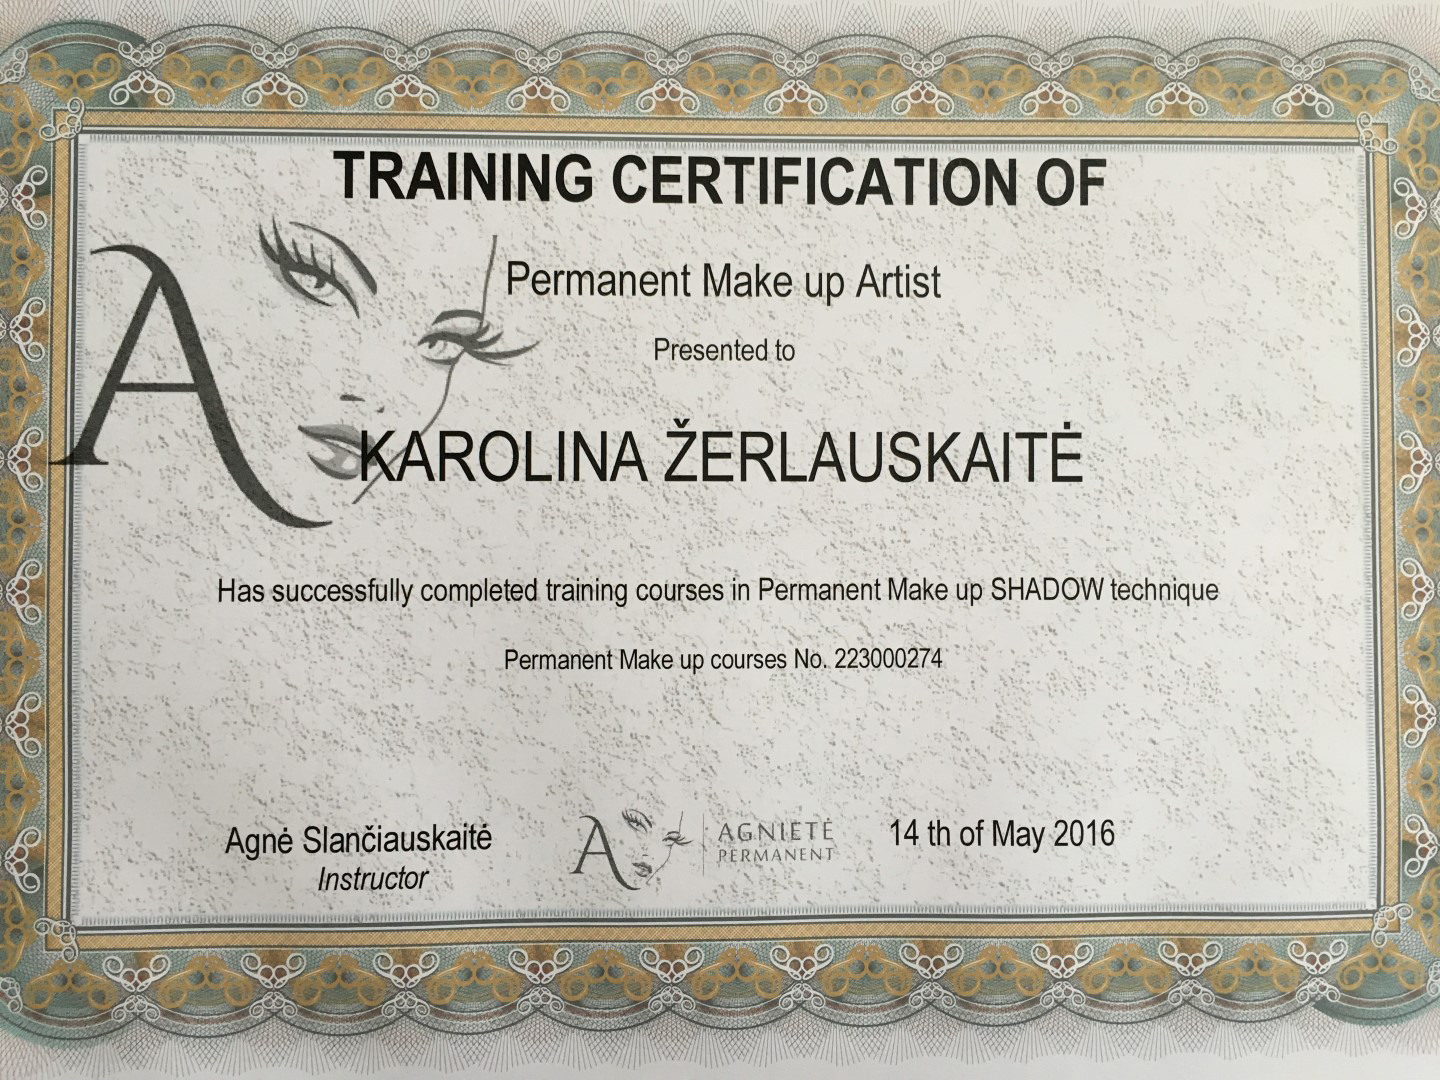 TRAINING CERTIFICATION OF
Permanent Make up Artist
Presented to
KAROLINA ŽERLAUSKAITĖ
Has successfully completed training courses in Permanent Make up SHADOW technique
Permanent Make up courses No. 223000274
Agnė Slančiauskaitė
Instructor
A
AGNIETĖ
PERMANENT
14 th of May 2016